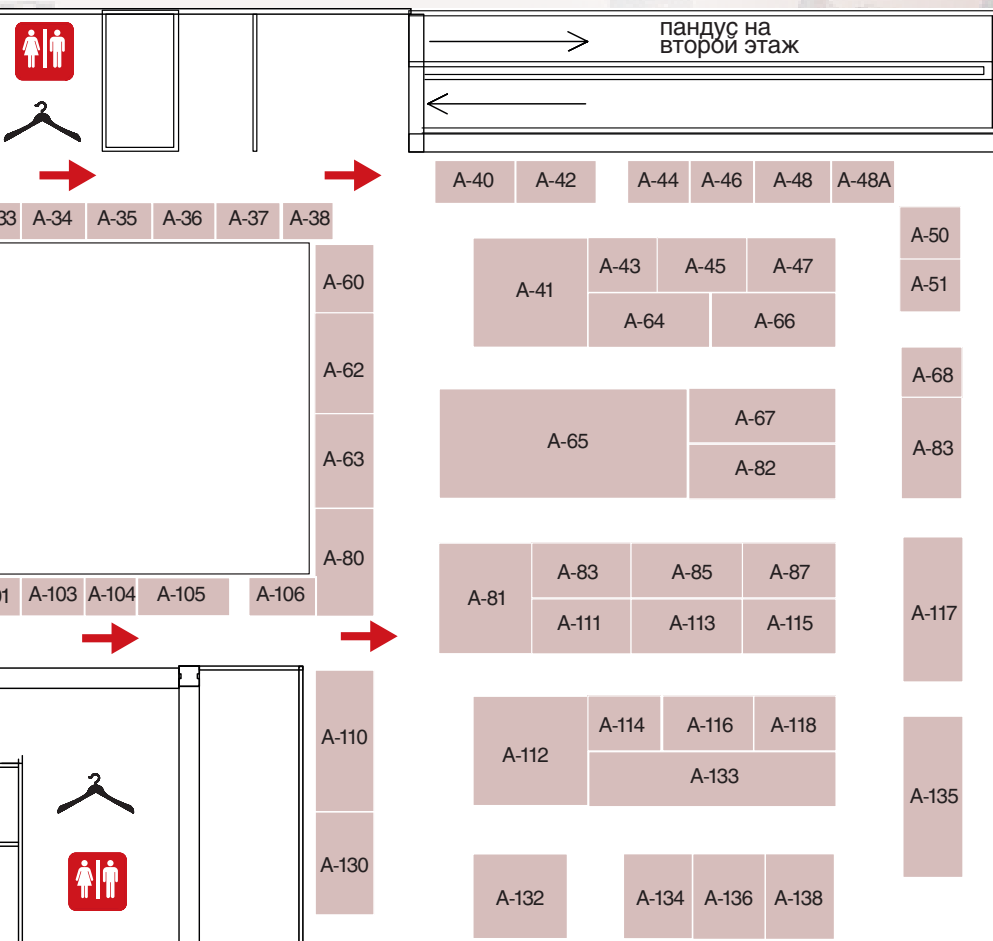 пандус на
второй этаж
A-40 A-42 A-44 A-46 A-48 A-48A
33 A-34 A-35 A-36 A-37 A-38
A-50
A-51
A-60
A-41 A-43 A-45 A-47
A-64 A-66
A-62
A-68
A-83
A-65 A-67
A-82
A-63
A-80
A-81 A-83 A-85 A-87
A-111 A-113 A-115
A-117
01 A-103 A-104 A-105 A-106
A-110
A-112 A-114 A-116 A-118
A-133
A-135
A-130
A-132 A-134 A-136 A-138